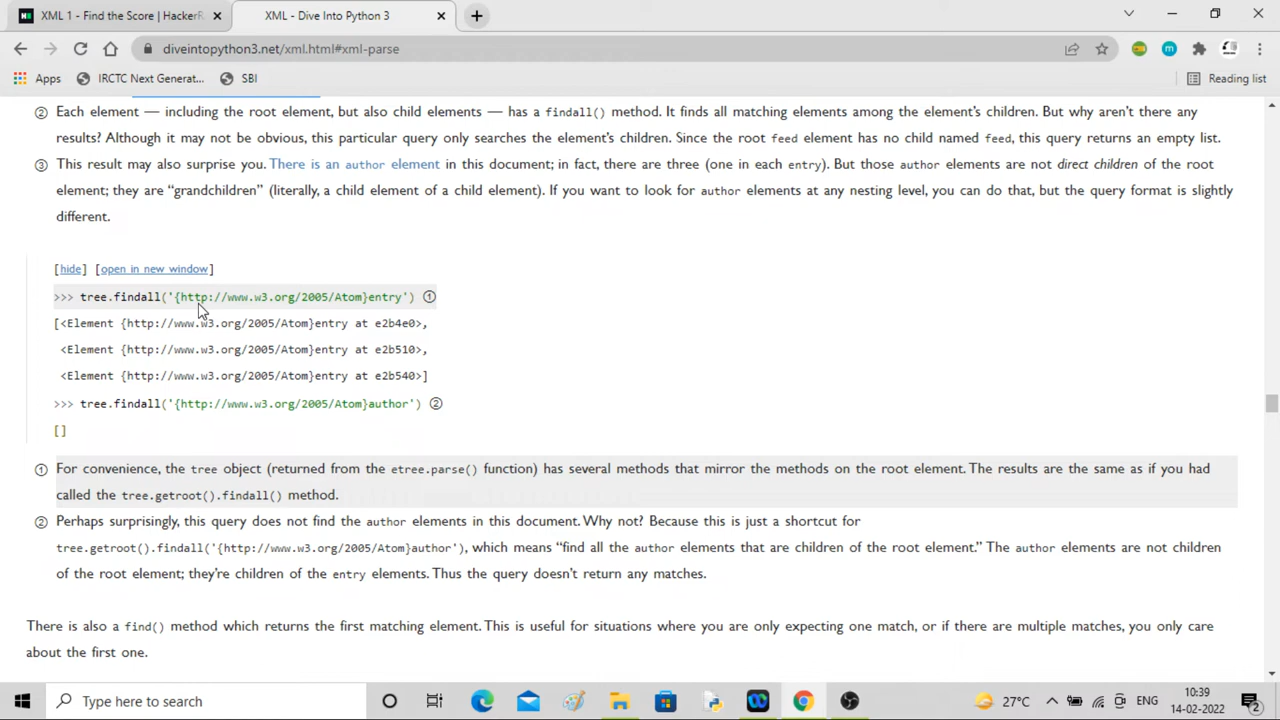 XML 1 - Find the Score | HackerR
XML - Dive Into Python 3
diveintopython3.net/xml.html#xml-parse
Apps
IRCTC Next Generat...
SBI
Reading list
② Each element — including the root element, but also child elements — has a findall() method. It finds all matching elements among the element's children. But why aren't there any
results? Although it may not be obvious, this particular query only searches the element's children. Since the root feed element has no child named feed, this query returns an empty list.
③ This result may also surprise you. There is an author element in this document; in fact, there are three (one in each entry). But those author elements are not direct children of the root
element; they are “grandchildren” (literally, a child element of a child element). If you want to look for author elements at any nesting level, you can do that, but the query format is slightly
different.
[hide] [open in new window]
>>> tree.findall('{http://www.w3.org/2005/Atom}entry') ①
[<Element {http://www.w3.org/2005/Atom}entry at e2b4e0>,
<Element {http://www.w3.org/2005/Atom}entry at e2b510>,
<Element {http://www.w3.org/2005/Atom}entry at e2b540>]
>>> tree.findall('{http://www.w3.org/2005/Atom}author') ②
[]
① For convenience, the tree object (returned from the etree.parse() function) has several methods that mirror the methods on the root element. The results are the same as if you had
called the tree.getroot().findall() method.
② Perhaps surprisingly, this query does not find the author elements in this document. Why not? Because this is just a shortcut for
tree.getroot().findall('{http://www.w3.org/2005/Atom}author'), which means “find all the author elements that are children of the root element.” The author elements are not children
of the root element; they're children of the entry elements. Thus the query doesn't return any matches.
There is also a find() method which returns the first matching element. This is useful for situations where you are only expecting one match, or if there are multiple matches, you only care
about the first one.
Type here to search
27°C
ENG
10:39
14-02-2022
2